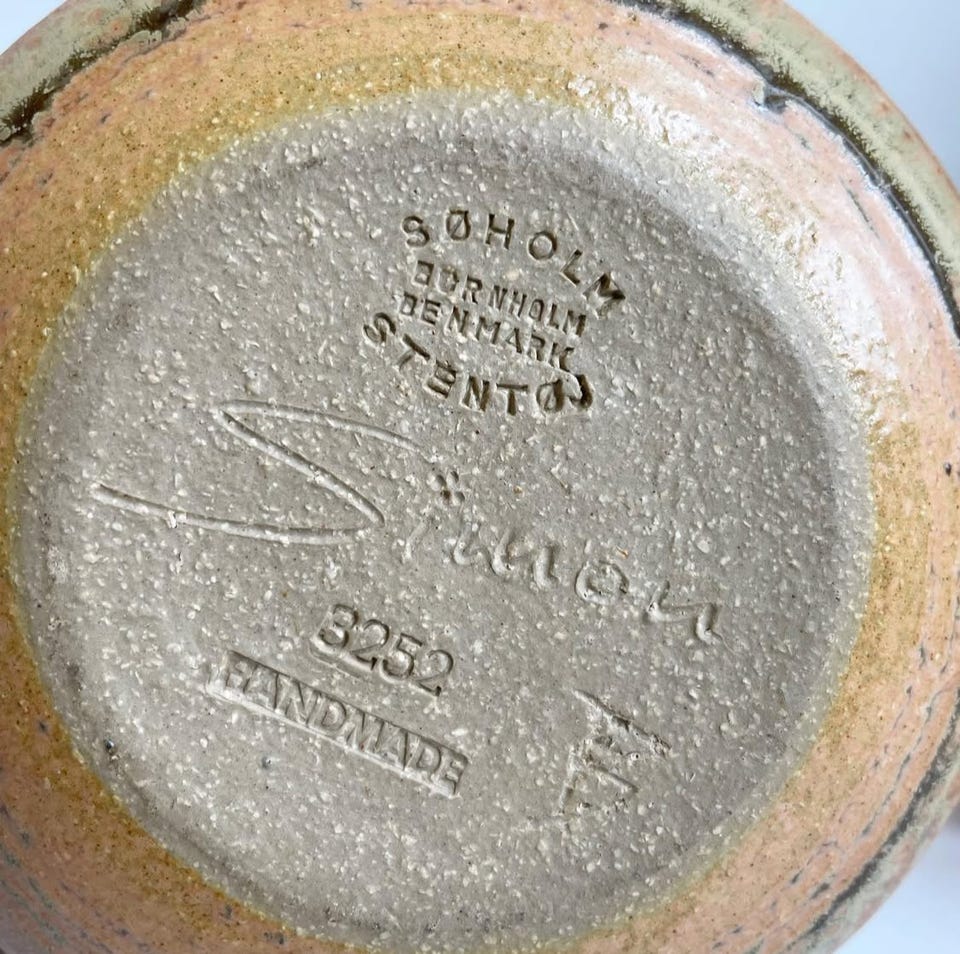 SØHOLM
BORNHOLM
DENMARK
STENTØJ
Simon
3252
HANDMADE